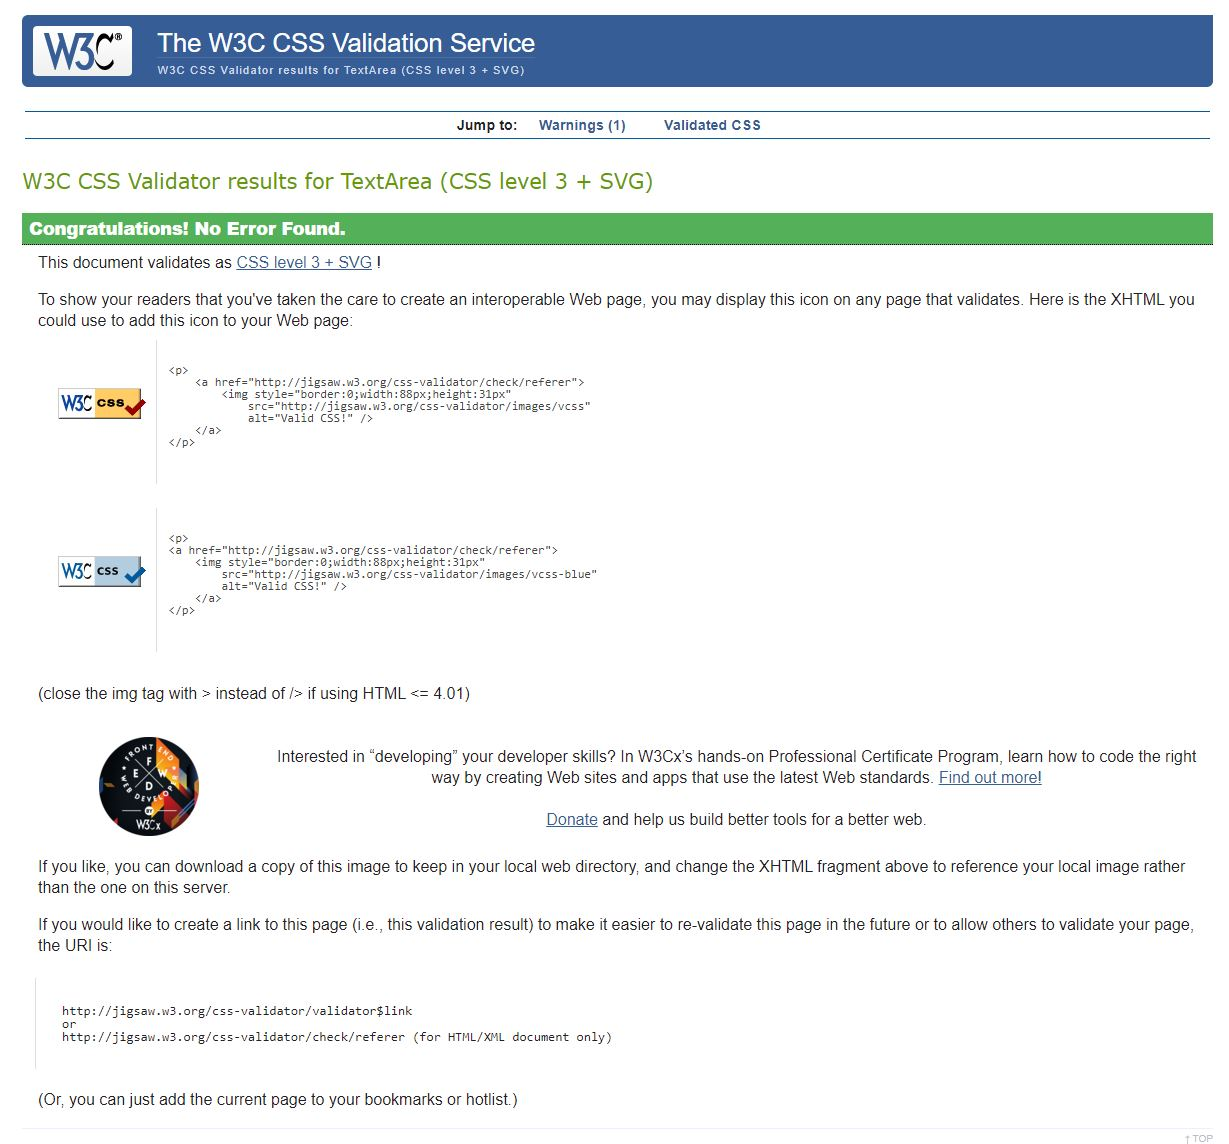 W3C®
The W3C CSS Validation Service
W3C CSS Validator results for TextArea (CSS level 3 + SVG)
Jump to: Warnings (1) Validated CSS
W3C CSS Validator results for TextArea (CSS level 3 + SVG)
Congratulations! No Error Found.
This document validates as CSS level 3 + SVG !
To show your readers that you've taken the care to create an interoperable Web page, you may display this icon on any page that validates. Here is the XHTML you
could use to add this icon to your Web page:
W3C css
<p>
<a href="http://jigsaw.w3.org/css-validator/check/referer">
<img style="border:0;width:88px;height:31px"
src="http://jigsaw.w3.org/css-validator/images/vcss"
alt="Valid CSS!" />
</a>
</p>
W3C css
<p>
<a href="http://jigsaw.w3.org/css-validator/check/referer">
<img style="border:0;width:88px;height:31px"
src="http://jigsaw.w3.org/css-validator/images/vcss-blue"
alt="Valid CSS!" />
</a>
</p>
(close the img tag with > instead of /> if using HTML <= 4.01)
FRONT END
WEB DEVELOPER
F E W D
BY
W3Cx
Interested in “developing” your developer skills? In W3Cx’s hands-on Professional Certificate Program, learn how to code the right
way by creating Web sites and apps that use the latest Web standards. Find out more!
Donate and help us build better tools for a better web.
If you like, you can download a copy of this image to keep in your local web directory, and change the XHTML fragment above to reference your local image rather
than the one on this server.
If you would like to create a link to this page (i.e., this validation result) to make it easier to re-validate this page in the future or to allow others to validate your page,
the URI is:
http://jigsaw.w3.org/css-validator/validator$link
or
http://jigsaw.w3.org/css-validator/check/referer (for HTML/XML document only)
(Or, you can just add the current page to your bookmarks or hotlist.)
↑ TOP